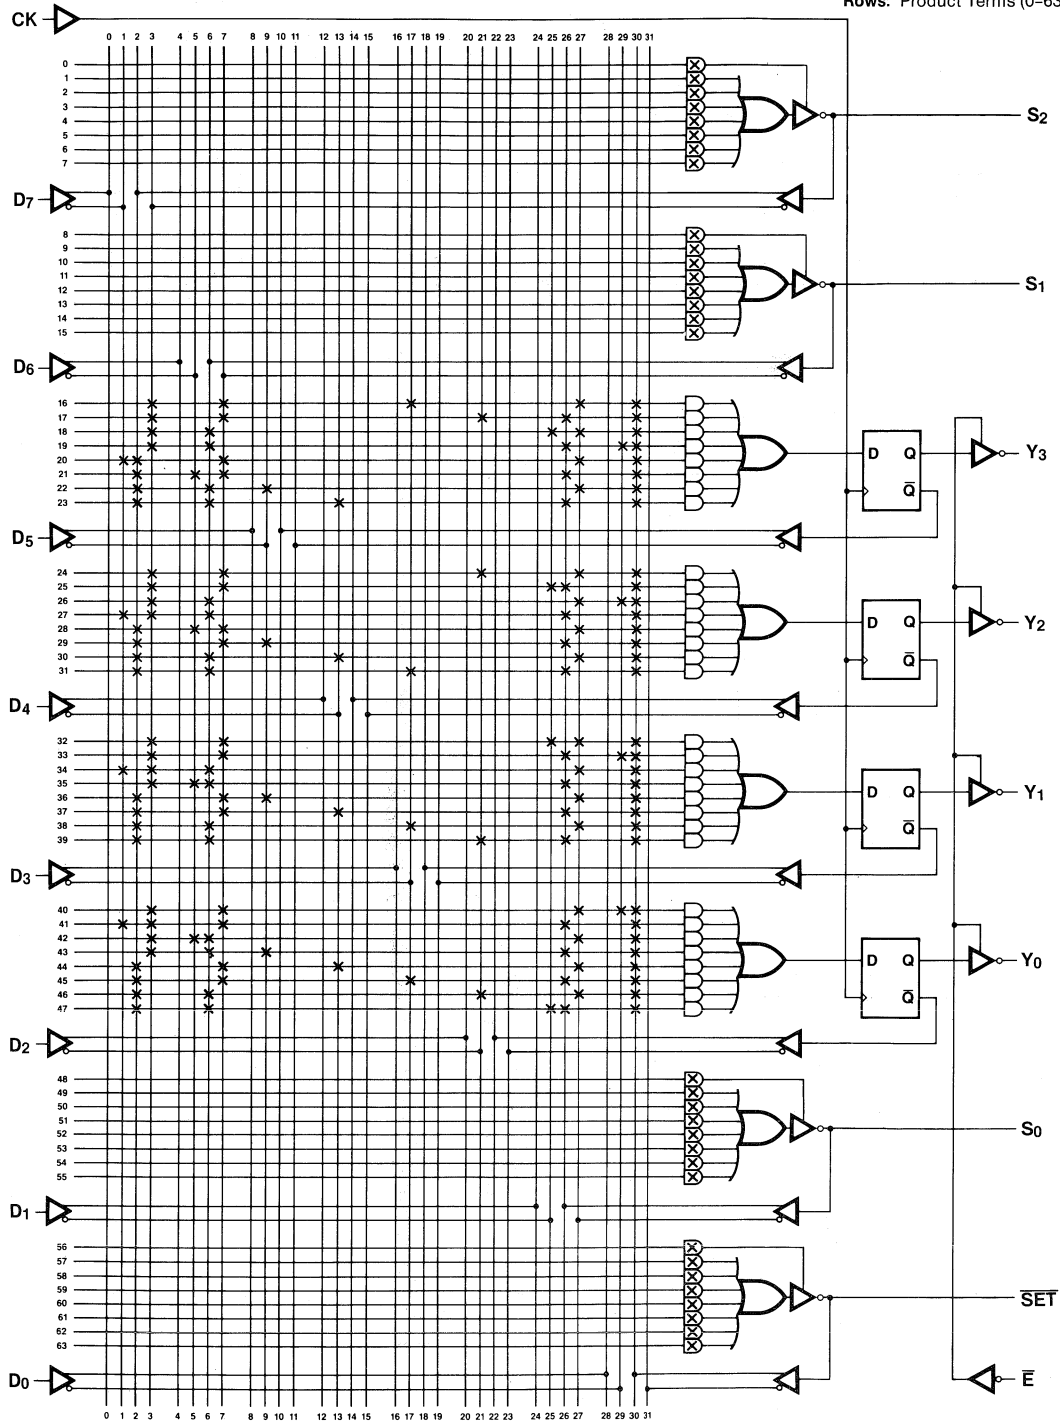 Rows: Product Terms (0–63
CK
0 1 2 3 4 5 6 7 8 9 10 11 12 13 14 15 16 17 18 19 20 21 22 23 24 25 26 27 28 29 30 31
0
1
2
3
4
5
6
7
S2
D7
8
9
10
11
12
13
14
15
S1
D6
16
17
18
19
20
21
22
23
D Q
Q̅
Y3
D5
24
25
26
27
28
29
30
31
D Q
Q̅
Y2
D4
32
33
34
35
36
37
38
39
D Q
Q̅
Y1
D3
40
41
42
43
44
45
46
47
D Q
Q̅
Y0
D2
48
49
50
51
52
53
54
55
S0
D1
56
57
58
59
60
61
62
63
S̅E̅T̅
D0
E̅
0 1 2 3 4 5 6 7 8 9 10 11 12 13 14 15 16 17 18 19 20 21 22 23 24 25 26 27 28 29 30 31